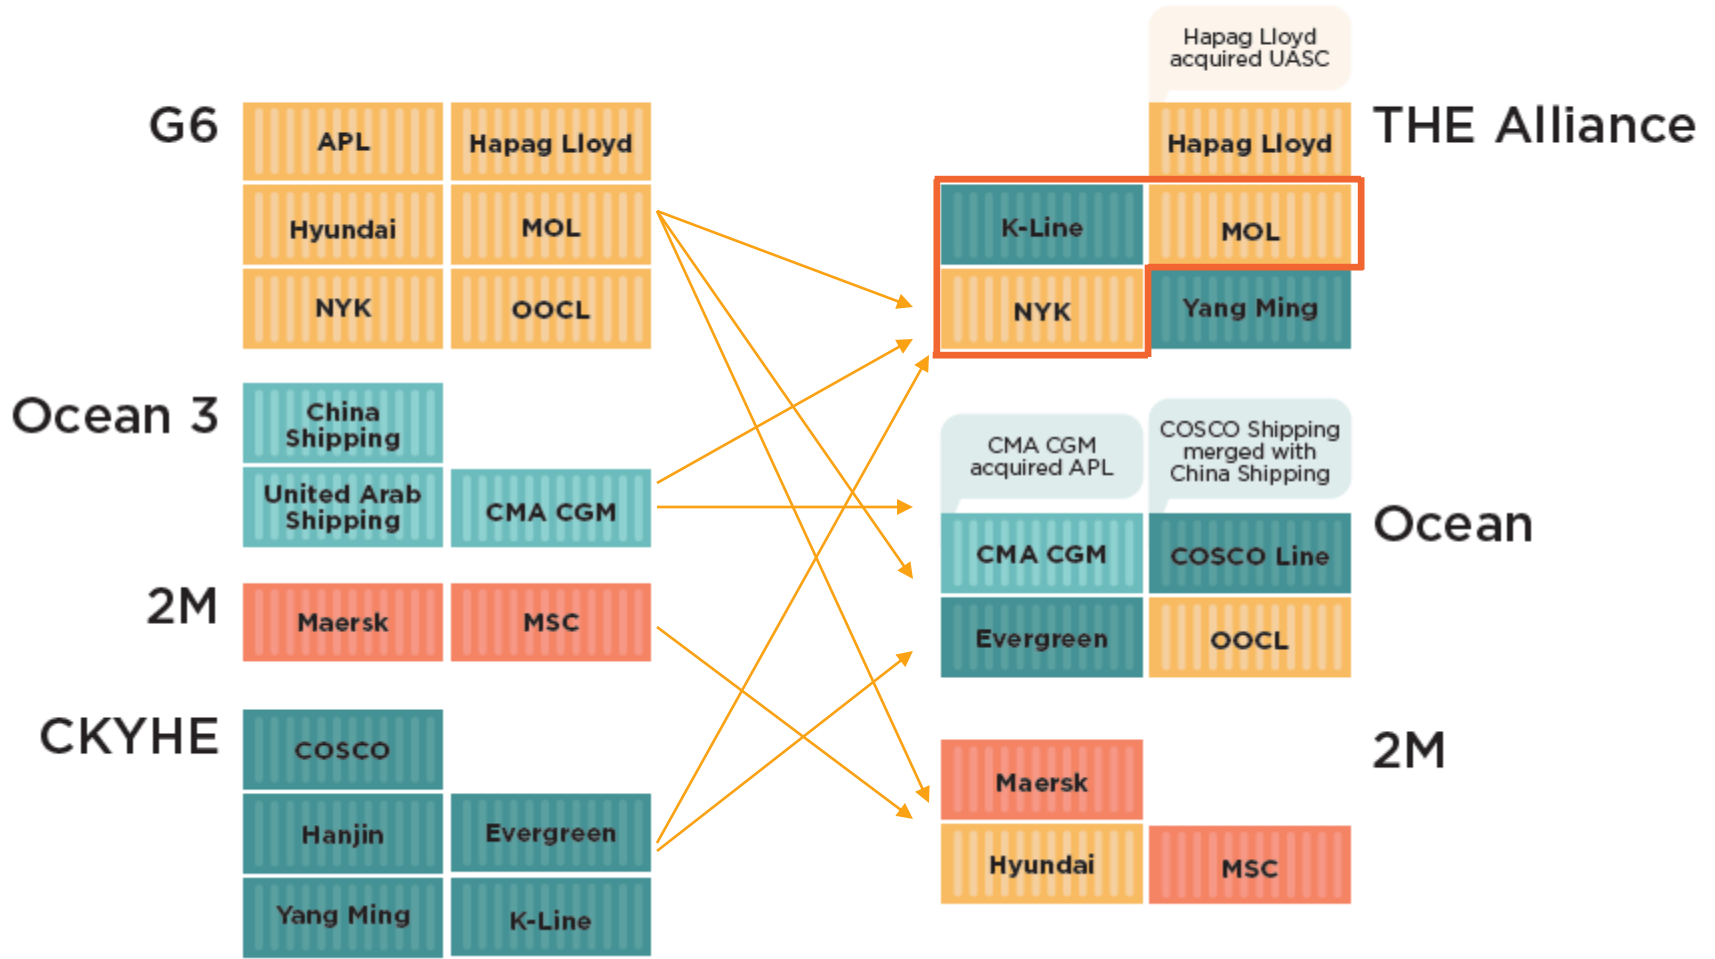 G6
APL
Hapag Lloyd
Hyundai
MOL
NYK
OOCL
Ocean 3
China
Shipping
United Arab
Shipping
CMA CGM
2M
Maersk
MSC
CKYHE
COSCO
Hanjin
Evergreen
Yang Ming
K-Line
Hapag Lloyd
acquired UASC
THE Alliance
Hapag Lloyd
K-Line
MOL
NYK
Yang Ming
CMA CGM
acquired APL
COSCO Shipping
merged with
China Shipping
Ocean
CMA CGM
COSCO Line
Evergreen
OOCL
2M
Maersk
Hyundai
MSC